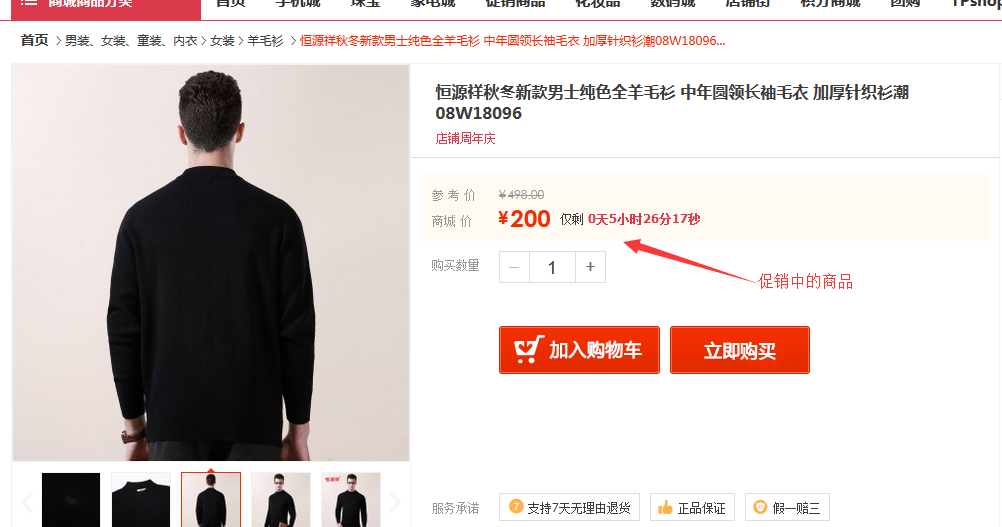 商城商品分类 首页 手机城 珠宝 家电城 促销商品 化妆品 数码城 店铺街 积分商城 团购 TPshop
首页 > 男装、女装、童装、内衣 > 女装 > 羊毛衫 > 恒源祥秋冬新款男士纯色全羊毛衫 中年圆领长袖毛衣 加厚针织衫潮08W18096...
恒源祥秋冬新款男士纯色全羊毛衫 中年圆领长袖毛衣 加厚针织衫潮
08W18096
店铺周年庆
参 考 价 ¥498.00
商城 价 ¥200 仅剩 0天5小时26分17秒
购买数量 − 1 +
促销中的商品
加入购物车 立即购买
服务承诺 7 支持7天无理由退货 正品保证 假一赔三